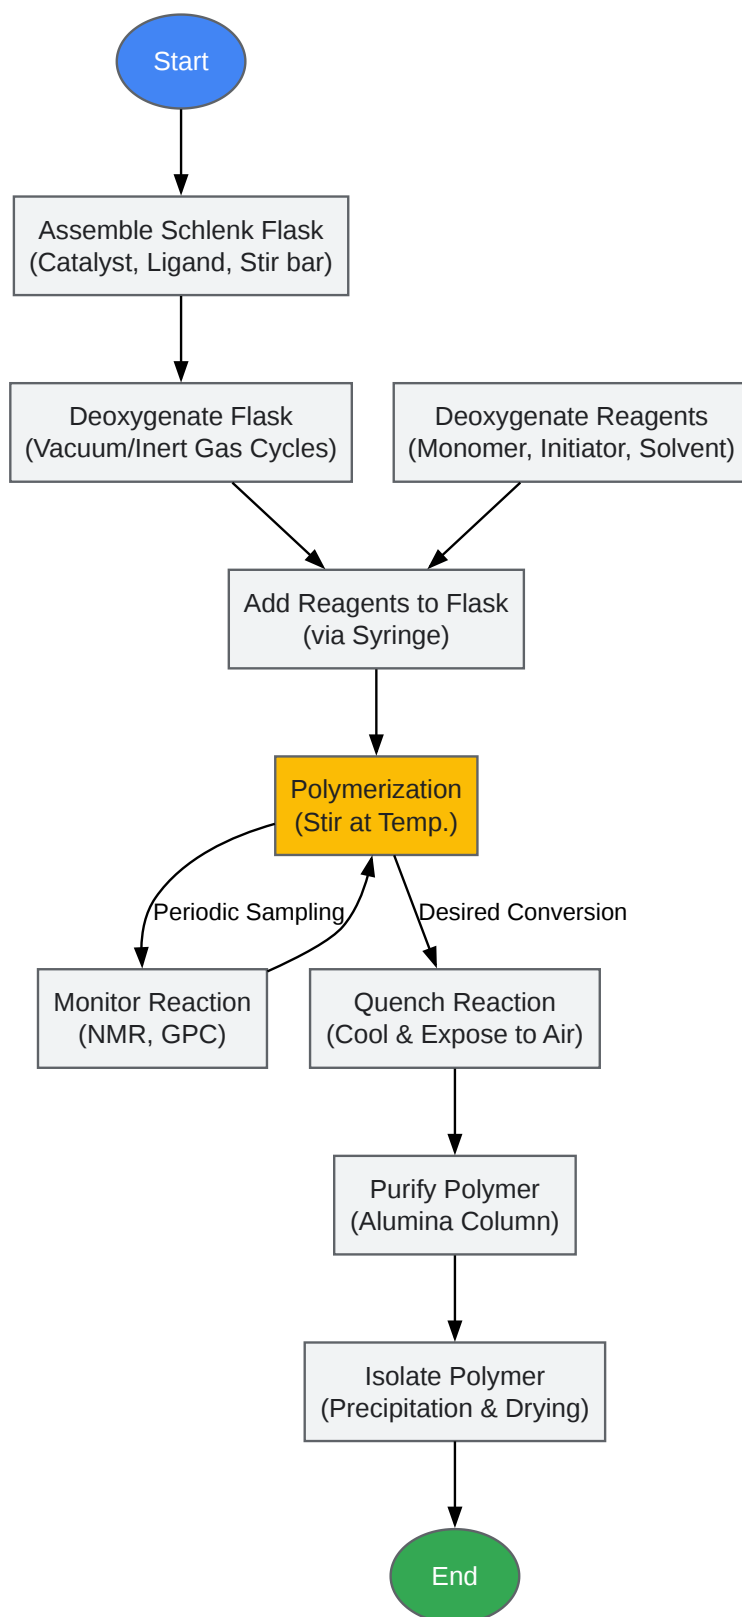 Start
Assemble Schlenk Flask
(Catalyst, Ligand, Stir bar)
Deoxygenate Flask
(Vacuum/Inert Gas Cycles)
Deoxygenate Reagents
(Monomer, Initiator, Solvent)
Add Reagents to Flask
(via Syringe)
Polymerization
(Stir at Temp.)
Periodic Sampling
Desired Conversion
Monitor Reaction
(NMR, GPC)
Quench Reaction
(Cool & Expose to Air)
Purify Polymer
(Alumina Column)
Isolate Polymer
(Precipitation & Drying)
End